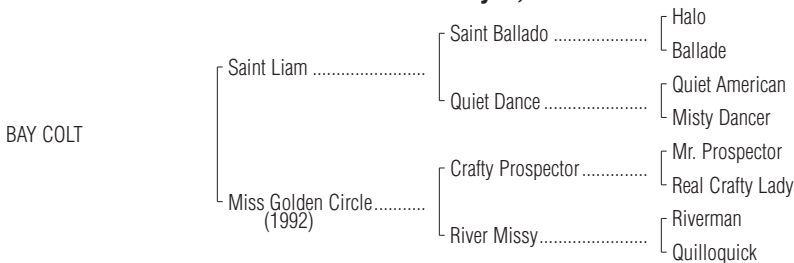 Halo
Saint Ballado ....................
Ballade
Saint Liam ........................
Quiet American
Quiet Dance ......................
Misty Dancer
BAY COLT
Mr. Prospector
Crafty Prospector..............
Real Crafty Lady
Miss Golden Circle...........
(1992)
Riverman
River Missy.......................
Quilloquick